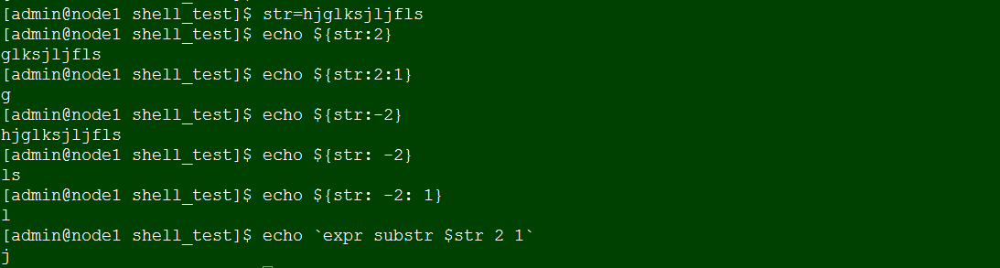 [admin@node1 shell_test]$ str=hjglksjljfls
[admin@node1 shell_test]$ echo ${str:2}
glksjljfls
[admin@node1 shell_test]$ echo ${str:2:1}
g
[admin@node1 shell_test]$ echo ${str:-2}
hjglksjljfls
[admin@node1 shell_test]$ echo ${str: -2}
ls
[admin@node1 shell_test]$ echo ${str: -2: 1}
l
[admin@node1 shell_test]$ echo `expr substr $str 2 1`
j